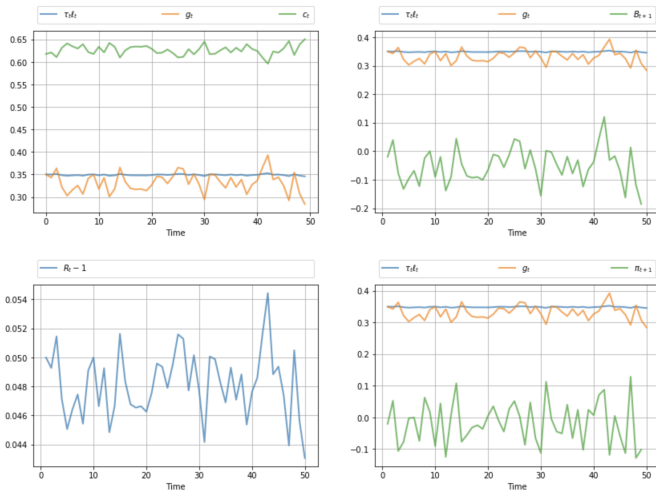 τₜℓₜ gₜ cₜ
0.65
0.60
0.55
0.50
0.45
0.40
0.35
0.30
0 10 20 30 40 50
Time
τₜℓₜ gₜ Bₜ₊₁
0.4
0.3
0.2
0.1
0.0
−0.1
−0.2
0 10 20 30 40 50
Time
Rₜ − 1
0.054
0.052
0.050
0.048
0.046
0.044
0 10 20 30 40 50
Time
τₜℓₜ gₜ πₜ₊₁
0.4
0.3
0.2
0.1
0.0
−0.1
0 10 20 30 40 50
Time